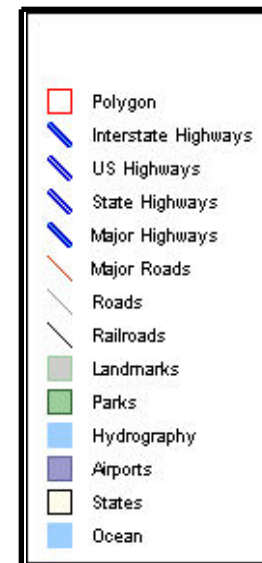 Polygon
Interstate Highways
US Highways
State Highways
Major Highways
Major Roads
Roads
Railroads
Landmarks
Parks
Hydrography
Airports
States
Ocean